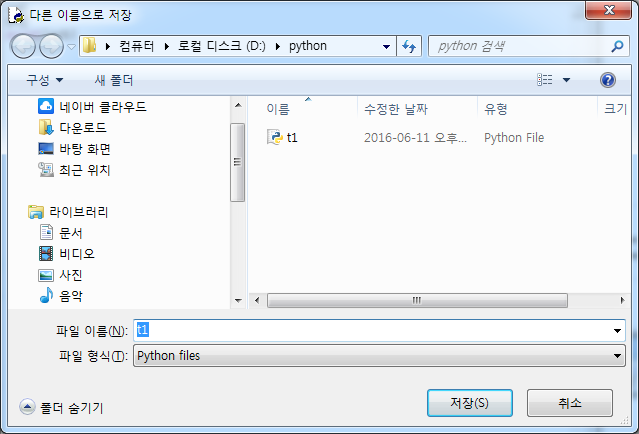 다른 이름으로 저장
컴퓨터 로컬 디스크 (D:) python
python 검색
구성 새 폴더
네이버 클라우드
다운로드
바탕 화면
최근 위치
라이브러리
문서
비디오
사진
음악
이름 수정한 날짜 유형 크기
t1 2016-06-11 오후... Python File
파일 이름(N): t1
파일 형식(T): Python files
폴더 숨기기
저장(S) 취소